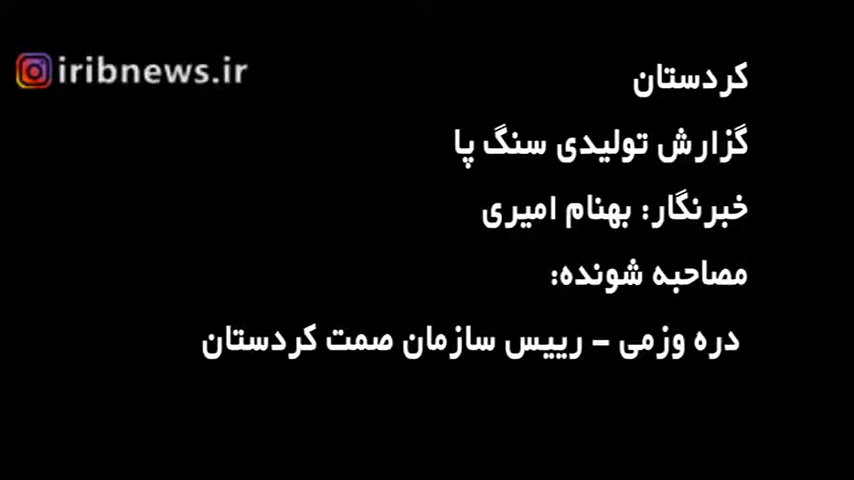 iribnews.ir
کردستان
گزارش تولیدی سنگ پا
خبرنگار: بهنام امیری
مصاحبه شونده:
دره وزمی – رییس سازمان صمت کردستان